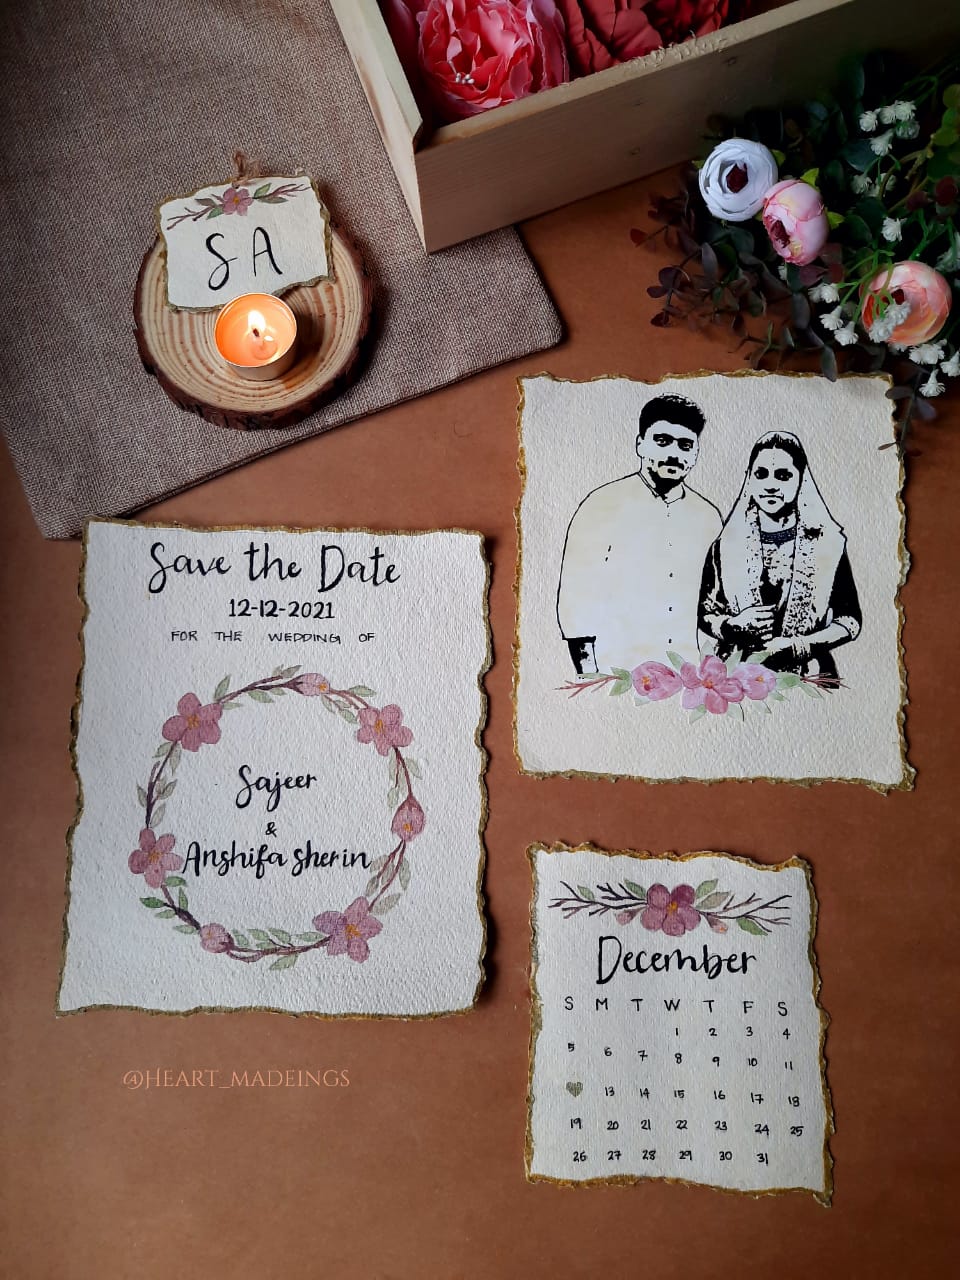 SA
Save the Date
12-12-2021
FOR THE WEDDING OF
Sajeer
&
Anshifa sherin
@HEART_MADEINGS
December
S M T W T F S
1 2 3 4
5 6 7 8 9 10 11
13 14 15 16 17 18
19 20 21 22 23 24 25
26 27 28 29 30 31